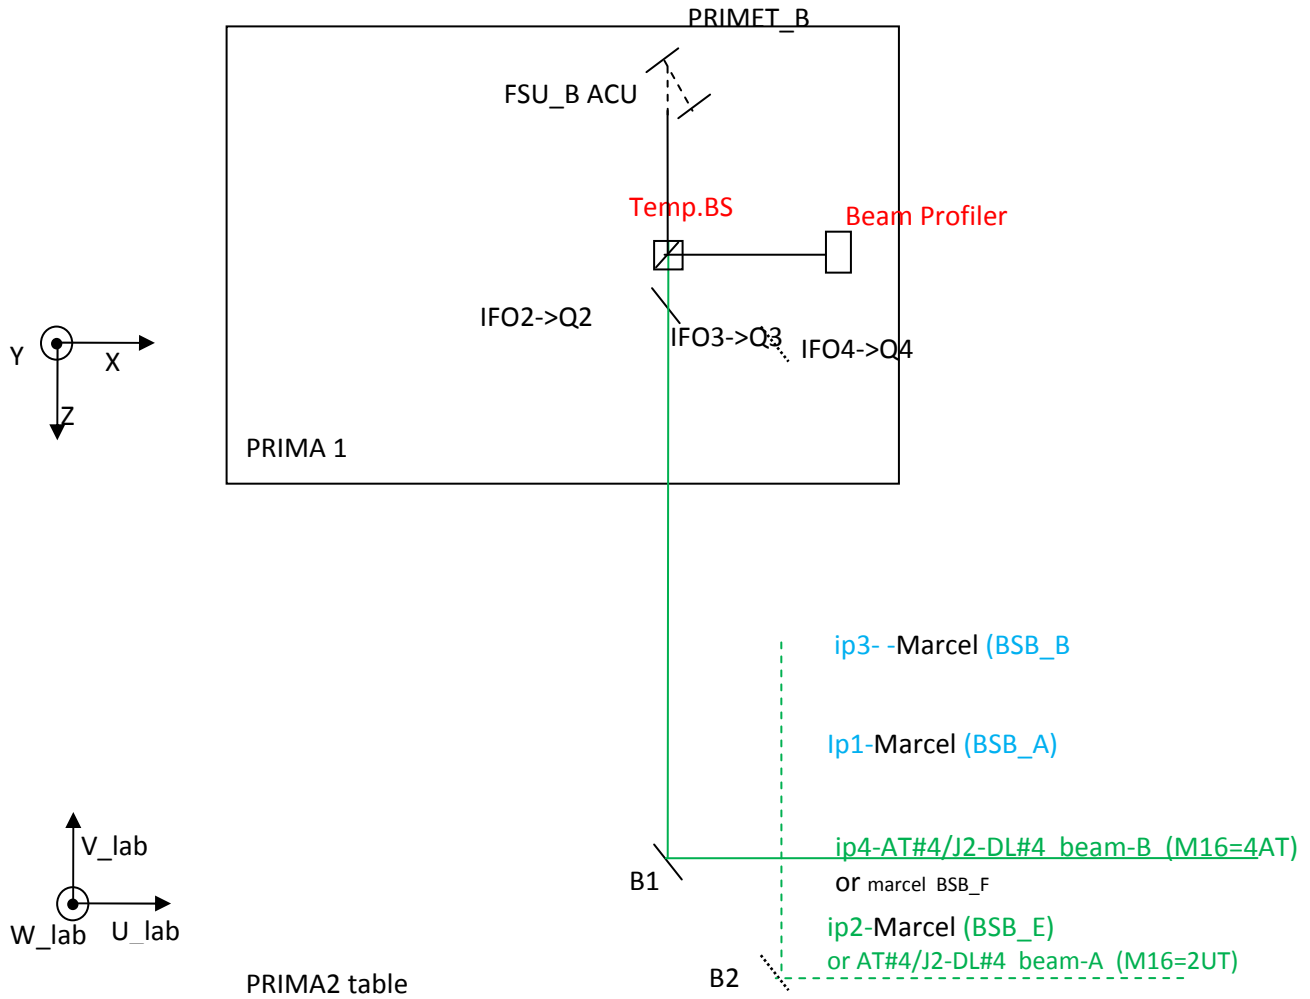 PRIMET_B
FSU_B ACU
Temp.BS
Beam Profiler
IFO2->Q2
IFO3->Q3
IFO4->Q4
Y
X
Z
PRIMA 1
ip3- -Marcel (BSB_B
Ip1-Marcel (BSB_A)
V_lab
ip4-AT#4/J2-DL#4 beam-B (M16=4AT)
B1
or marcel BSB_F
W_lab
U_lab
ip2-Marcel (BSB_E)
or AT#4/J2-DL#4 beam-A (M16=2UT)
B2
PRIMA2 table